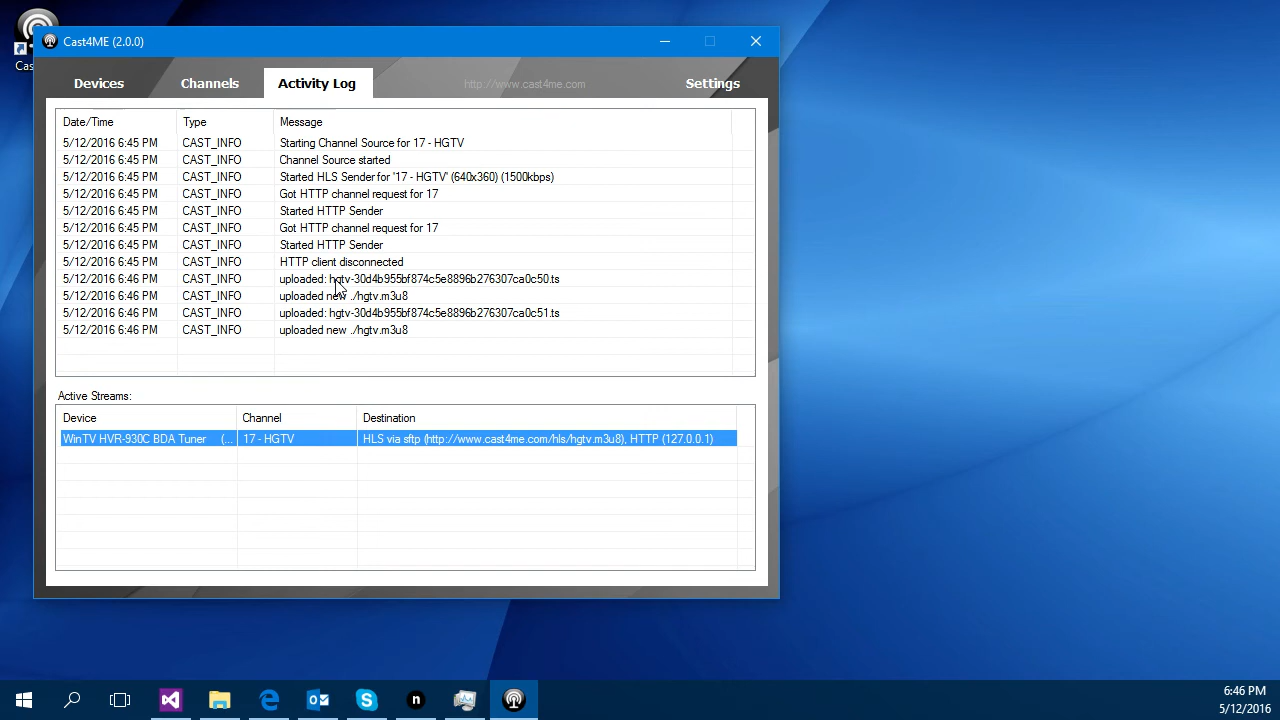 Cas
Cast4ME (2.0.0)
Devices Channels Activity Log http://www.cast4me.com Settings
Date/Time Type Message
5/12/2016 6:45 PM CAST_INFO Starting Channel Source for 17 - HGTV
5/12/2016 6:45 PM CAST_INFO Channel Source started
5/12/2016 6:45 PM CAST_INFO Started HLS Sender for '17 - HGTV' (640x360) (1500kbps)
5/12/2016 6:45 PM CAST_INFO Got HTTP channel request for 17
5/12/2016 6:45 PM CAST_INFO Started HTTP Sender
5/12/2016 6:45 PM CAST_INFO Got HTTP channel request for 17
5/12/2016 6:45 PM CAST_INFO Started HTTP Sender
5/12/2016 6:45 PM CAST_INFO HTTP client disconnected
5/12/2016 6:46 PM CAST_INFO uploaded: hgtv-30d4b955bf874c5e8896b276307ca0c50.ts
5/12/2016 6:46 PM CAST_INFO uploaded new ./hgtv.m3u8
5/12/2016 6:46 PM CAST_INFO uploaded: hgtv-30d4b955bf874c5e8896b276307ca0c51.ts
5/12/2016 6:46 PM CAST_INFO uploaded new ./hgtv.m3u8
Active Streams:
Device Channel Destination
WinTV HVR-930C BDA Tuner (... 17 - HGTV HLS via sftp (http://www.cast4me.com/hls/hgtv.m3u8), HTTP (127.0.0.1)
6:46 PM
5/12/2016